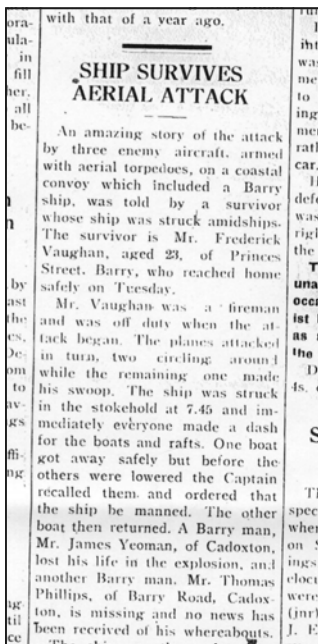 with that of a year ago.
SHIP SURVIVES
AERIAL ATTACK
An amazing story of the attack
by three enemy aircraft, armed
with aerial torpedoes, on a coastal
convoy which included a Barry
ship, was told by a survivor
whose ship was struck amidships.
The survivor is Mr. Frederick
Vaughan, aged 23, of Princes
Street, Barry, who reached home
safely on Tuesday.
Mr. Vaughan was a fireman
and was off duty when the at-
tack began. The planes attacked
in turn, two circling around
while the remaining one made
his swoop. The ship was struck
in the stokehold at 7.45 and im-
mediately everyone made a dash
for the boats and rafts. One boat
got away safely but before the
others were lowered the Captain
recalled them and ordered that
the ship be manned. The other
boat then returned. A Barry man,
Mr. James Yeoman, of Cadoxton,
lost his life in the explosion, and
another Barry man, Mr. Thomas
Phillips, of Barry Road, Cadox-
ton, is missing and no news has
been received of his whereabouts.